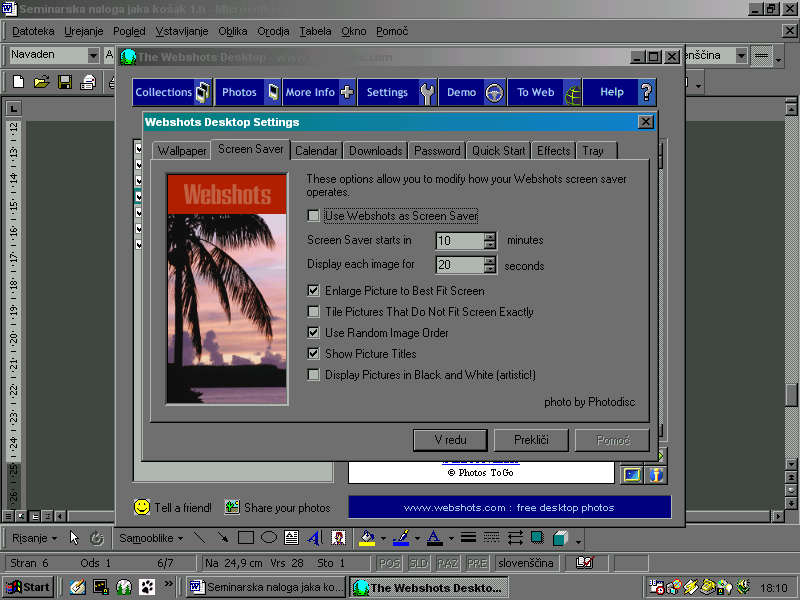 Seminarska naloga jaka košak 1.h - Microsoft
Datoteka Urejanje Pogled Vstavljanje Oblika Orodja Tabela Okno Pomoč
Navaden
The Webshots Desktop - www.webshots.com
Collections Photos More Info Settings Demo To Web Help
Webshots Desktop Settings
Wallpaper Screen Saver Calendar Downloads Password Quick Start Effects Tray
Webshots
These options allow you to modify how your Webshots screen saver
operates.
Use Webshots as Screen Saver
Screen Saver starts in 10 minutes
Display each image for 20 seconds
Enlarge Picture to Best Fit Screen
Tile Pictures That Do Not Fit Screen Exactly
Use Random Image Order
Show Picture Titles
Display Pictures in Black and White (artistic!)
photo by Photodisc
V redu Prekliči Pomoč
© Photos ToGo
Tell a friend! Share your photos www.webshots.com : free desktop photos
Risanje Samooblike
Stran 6 Ods 1 6/7 Na 24,9 cm Vrs 28 Sto 1 POS SLD RAZ PRE slovenščina
Start Seminarska naloga jaka ko... The Webshots Deskto... 18:10